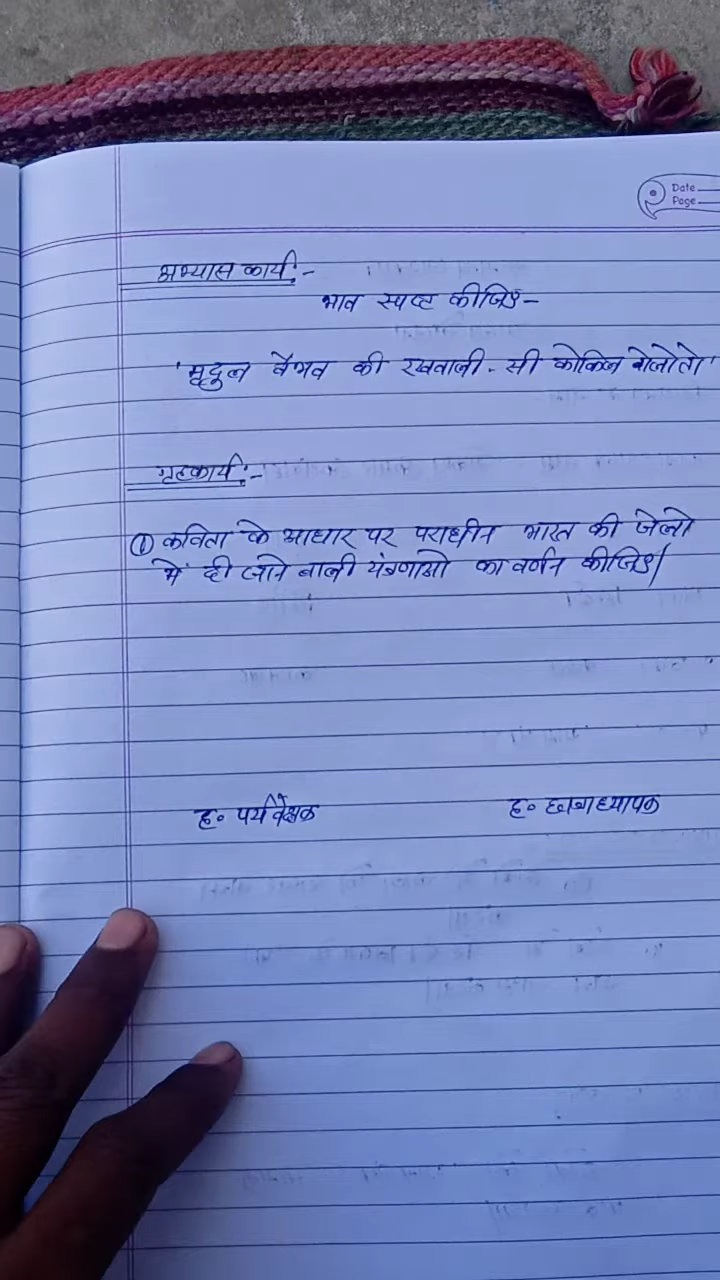 Date
Page
अभ्यास कार्य :-
भाव स्पष्ट कीजिए -
'मृदुल वैभव की रखवाली - सी कोकिल बोलोतो'
गृहकार्य :-
① कविता के आधार पर पराधीन भारत की जेलो
में दी जाने वाली यंत्रणाओ का वर्णन कीजिए।
ह० पर्यवेक्षक ह० छात्राध्यापक